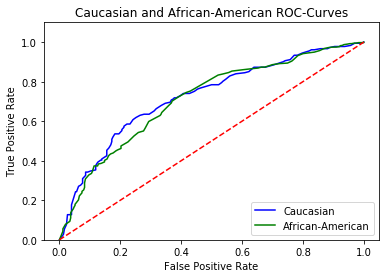 Caucasian and African-American ROC-Curves
True Positive Rate
1.0
0.8
0.6
0.4
0.2
0.0
0.0 0.2 0.4 0.6 0.8 1.0
False Positive Rate
Caucasian
African-American